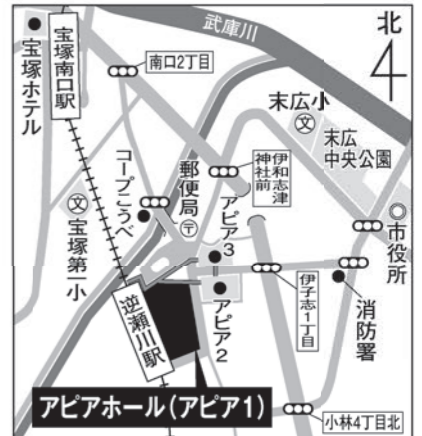 武庫川
北
宝塚ホテル
宝塚南口駅
南口2丁目
末広小
文
末広
中央公園
伊和志津
神社前
郵便局
〒
コープこうべ
アピア3
市役所
文
宝塚第一小
伊孑志1丁目
アピア2
消防署
逆瀬川駅
アピアホール(アピア1)
小林4丁目北